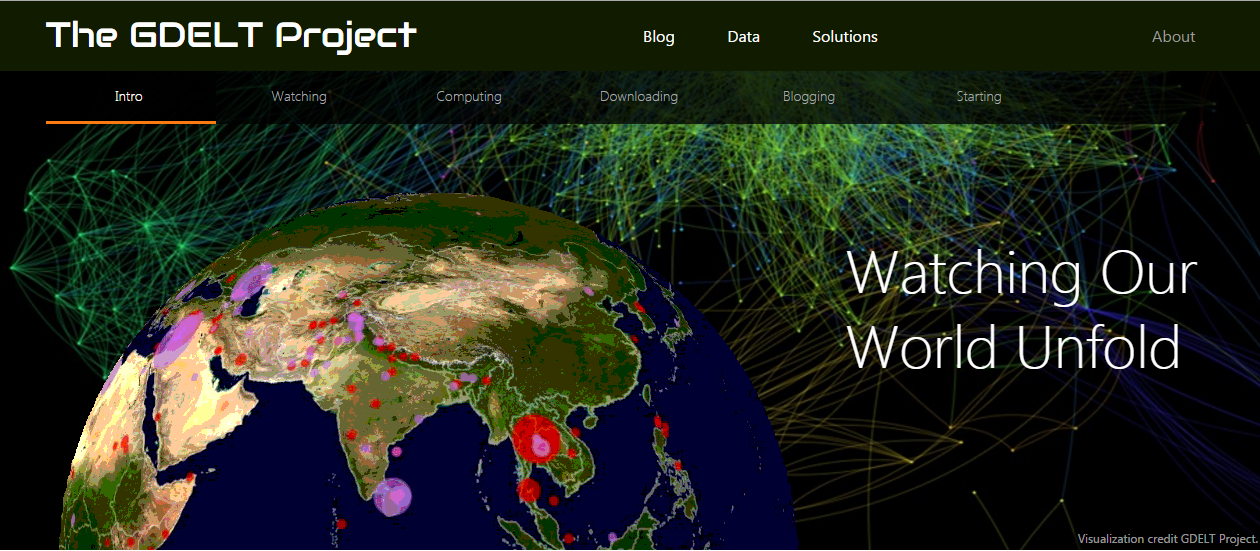 The GDELT Project
Blog Data Solutions About
Intro Watching Computing Downloading Blogging Starting
Watching Our
World Unfold
Visualization credit GDELT Project.